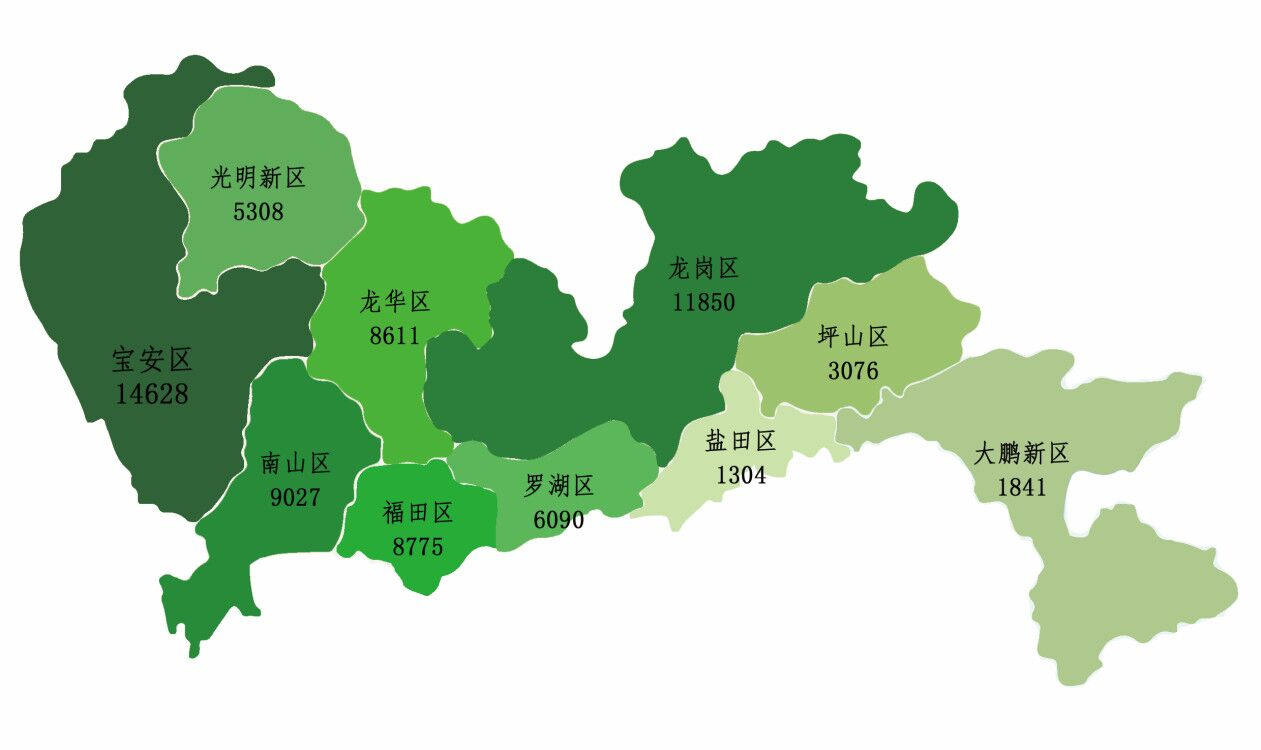 光明新区
5308
龙岗区
11850
龙华区
8611
坪山区
3076
宝安区
14628
盐田区
1304
大鹏新区
1841
南山区
9027
罗湖区
6090
福田区
8775